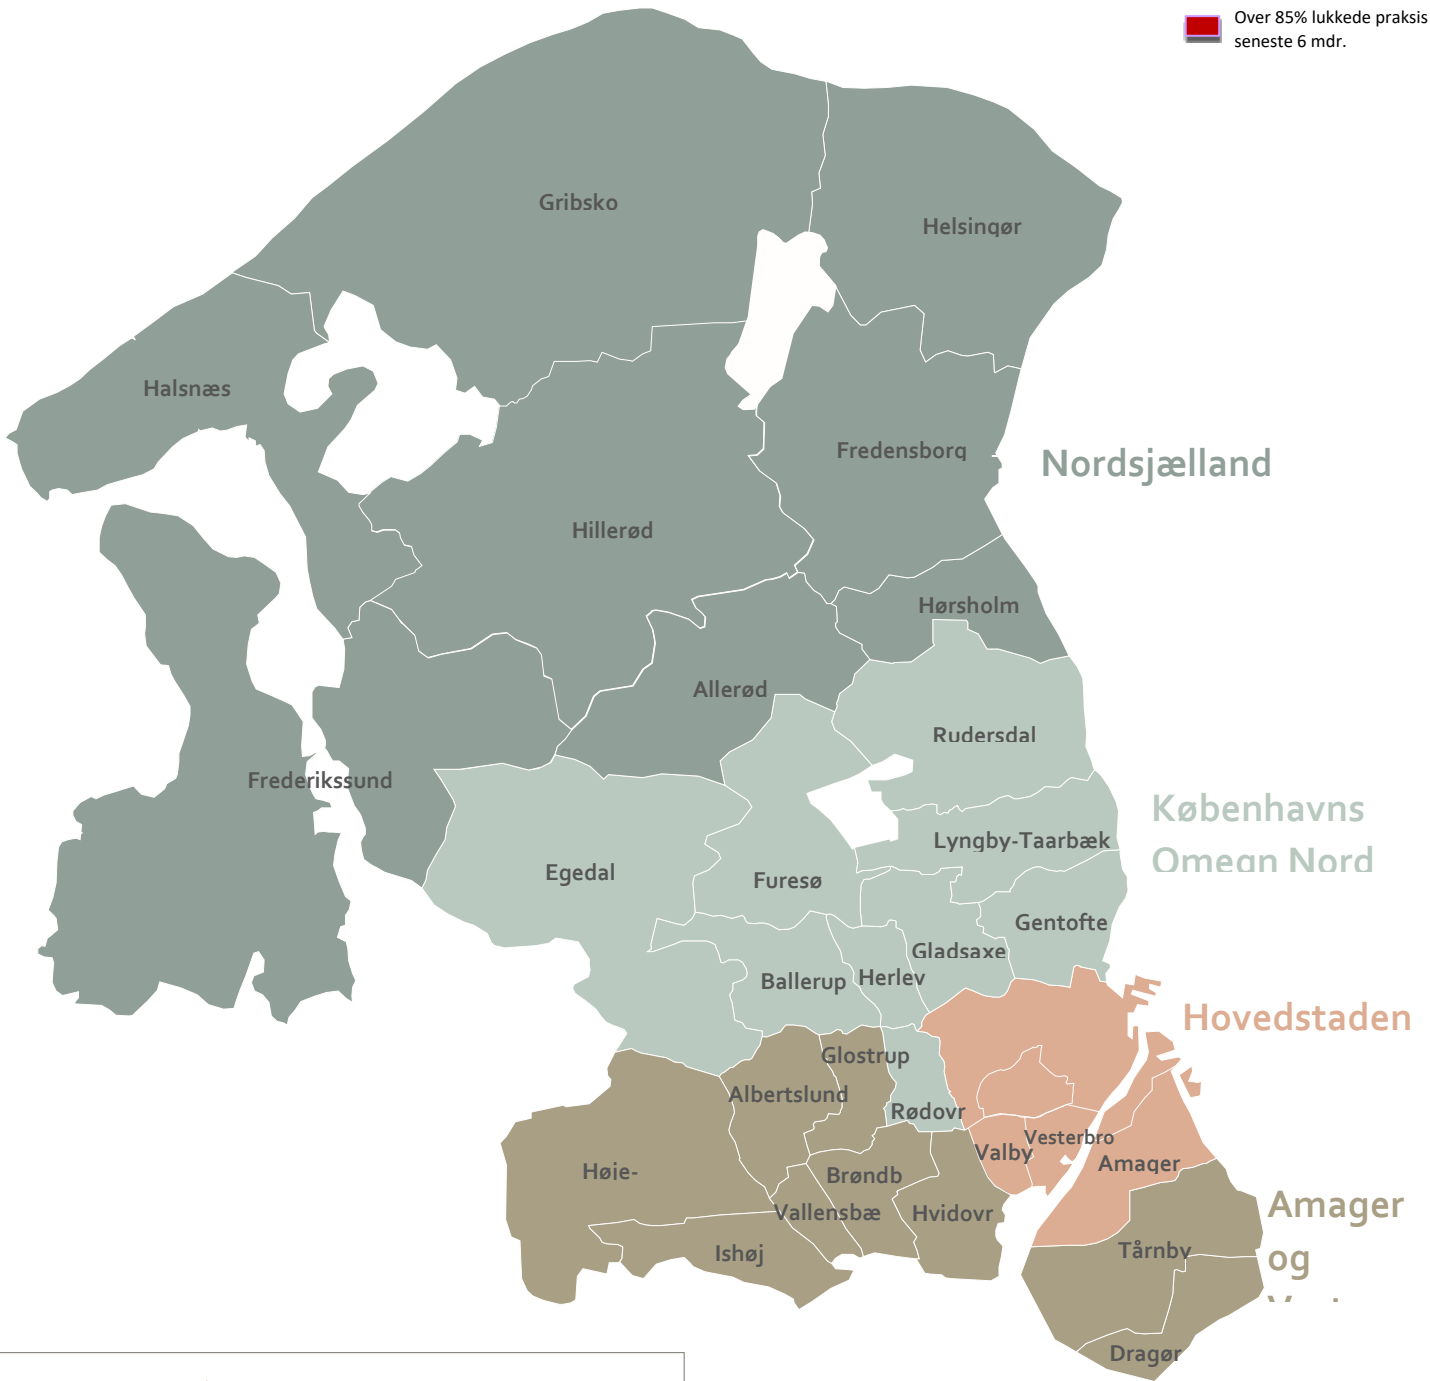 Over 85% lukkede praksis
seneste 6 mdr.
Gribsko
Helsingør
Halsnæs
Fredensborg
Nordsjælland
Hillerød
Hørsholm
Allerød
Rudersdal
Frederikssund
Københavns
Omegn Nord
Lyngby-Taarbæk
Egedal
Furesø
Gentofte
Gladsaxe
Ballerup
Herlev
Hovedstaden
Glostrup
Albertslund
Rødovr
Vesterbro
Valby
Amager
Høje-
Brøndb
Vallensbæ
Hvidovr
Amager
og
Ishøj
Tårnby
Dragør